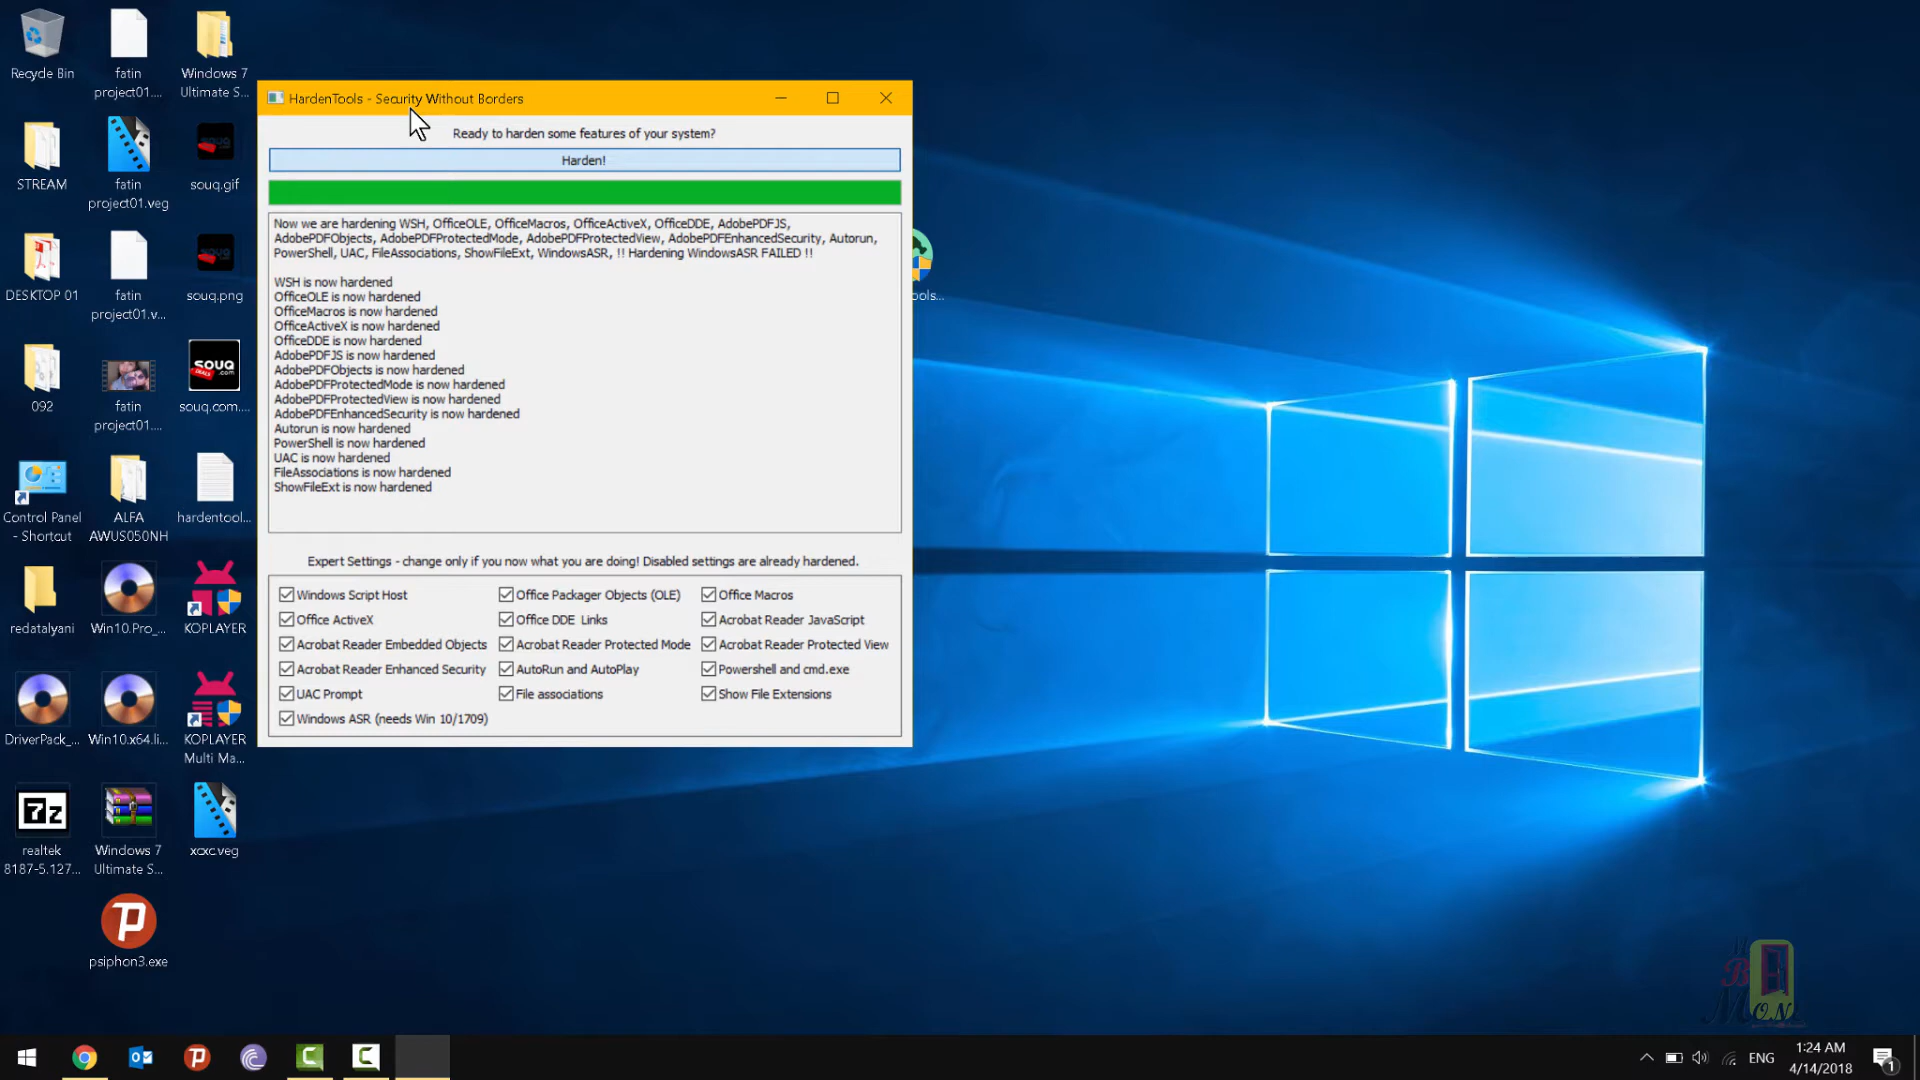 Recycle Bin
fatin
project01....
Windows 7
Ultimate S...
STREAM
fatin
project01.veg
souq.gif
DESKTOP 01
fatin
project01.v...
souq.png
092
fatin
project01....
SOUQ
.com
souq.com....
Control Panel
- Shortcut
ALFA
AWUS050NH
hardentool...
redatalyani
Win10.Pro_...
KOPLAYER
DriverPack_...
Win10.x64.li...
KOPLAYER
Multi Ma...
7z
realtek
8187-5.127...
Windows 7
Ultimate S...
xcxc.veg
psiphon3.exe
ools...
HardenTools - Security Without Borders
Ready to harden some features of your system?
Harden!
Now we are hardening WSH, OfficeOLE, OfficeMacros, OfficeActiveX, OfficeDDE, AdobePDFJS,
AdobePDFObjects, AdobePDFProtectedMode, AdobePDFProtectedView, AdobePDFEnhancedSecurity, Autorun,
PowerShell, UAC, FileAssociations, ShowFileExt, WindowsASR, !! Hardening WindowsASR FAILED !!
WSH is now hardened
OfficeOLE is now hardened
OfficeMacros is now hardened
OfficeActiveX is now hardened
OfficeDDE is now hardened
AdobePDFJS is now hardened
AdobePDFObjects is now hardened
AdobePDFProtectedMode is now hardened
AdobePDFProtectedView is now hardened
AdobePDFEnhancedSecurity is now hardened
Autorun is now hardened
PowerShell is now hardened
UAC is now hardened
FileAssociations is now hardened
ShowFileExt is now hardened
Expert Settings - change only if you now what you are doing! Disabled settings are already hardened.
Windows Script Host
Office Packager Objects (OLE)
Office Macros
Office ActiveX
Office DDE Links
Acrobat Reader JavaScript
Acrobat Reader Embedded Objects
Acrobat Reader Protected Mode
Acrobat Reader Protected View
Acrobat Reader Enhanced Security
AutoRun and AutoPlay
Powershell and cmd.exe
UAC Prompt
File associations
Show File Extensions
Windows ASR (needs Win 10/1709)
ENG
1:24 AM
4/14/2018
1